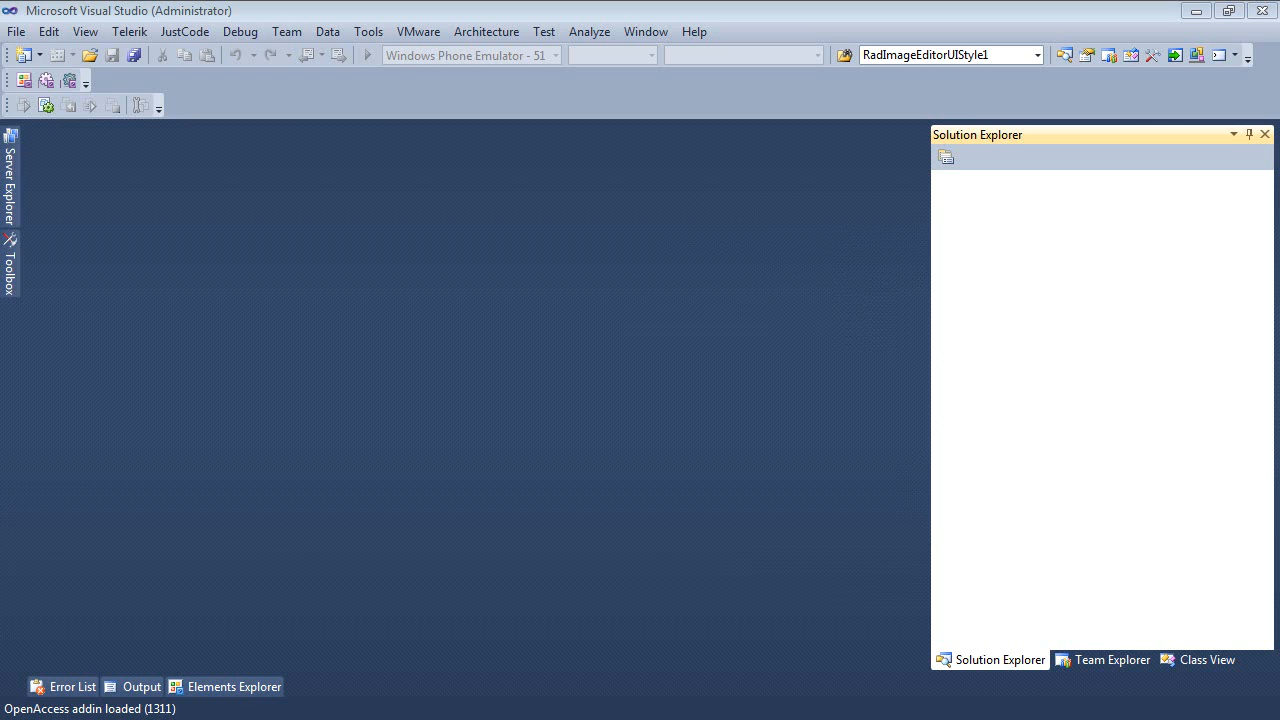 Microsoft Visual Studio (Administrator)
File Edit View Telerik JustCode Debug Team Data Tools VMware Architecture Test Analyze Window Help
Windows Phone Emulator - 51 RadImageEditorUIStyle1
Server Explorer
Toolbox
Solution Explorer
Solution Explorer Team Explorer Class View
Error List Output Elements Explorer
OpenAccess addin loaded (1311)